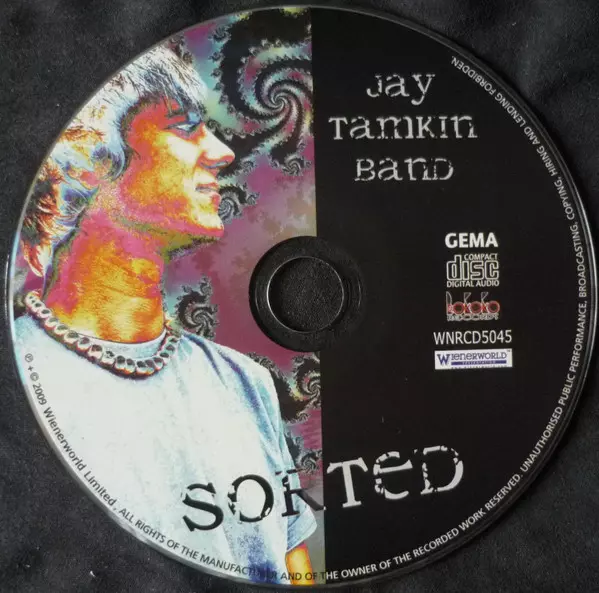 Jay
Tamkin
Band
GEMA
COMPACT
disc
DIGITAL AUDIO
WNRCD5045
WIENERWORLD
PRESENTATION
SORTED
℗ + © 2009 Wienerworld Limited. ALL RIGHTS OF THE MANUFACTURER AND OF THE OWNER OF THE RECORDED WORK RESERVED. UNAUTHORISED PUBLIC PERFORMANCE, BROADCASTING, COPYING, HIRING AND LENDING FORBIDDEN.